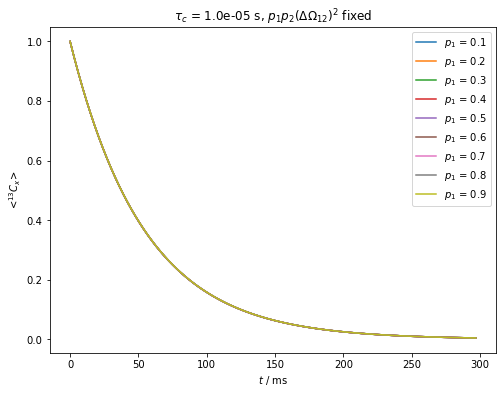 τc = 1.0e-05 s, p1p2(ΔΩ12)² fixed
1.0
0.8
0.6
0.4
0.2
0.0
<¹³Cx>
0
50
100
150
200
250
300
t / ms
p1 = 0.1
p1 = 0.2
p1 = 0.3
p1 = 0.4
p1 = 0.5
p1 = 0.6
p1 = 0.7
p1 = 0.8
p1 = 0.9